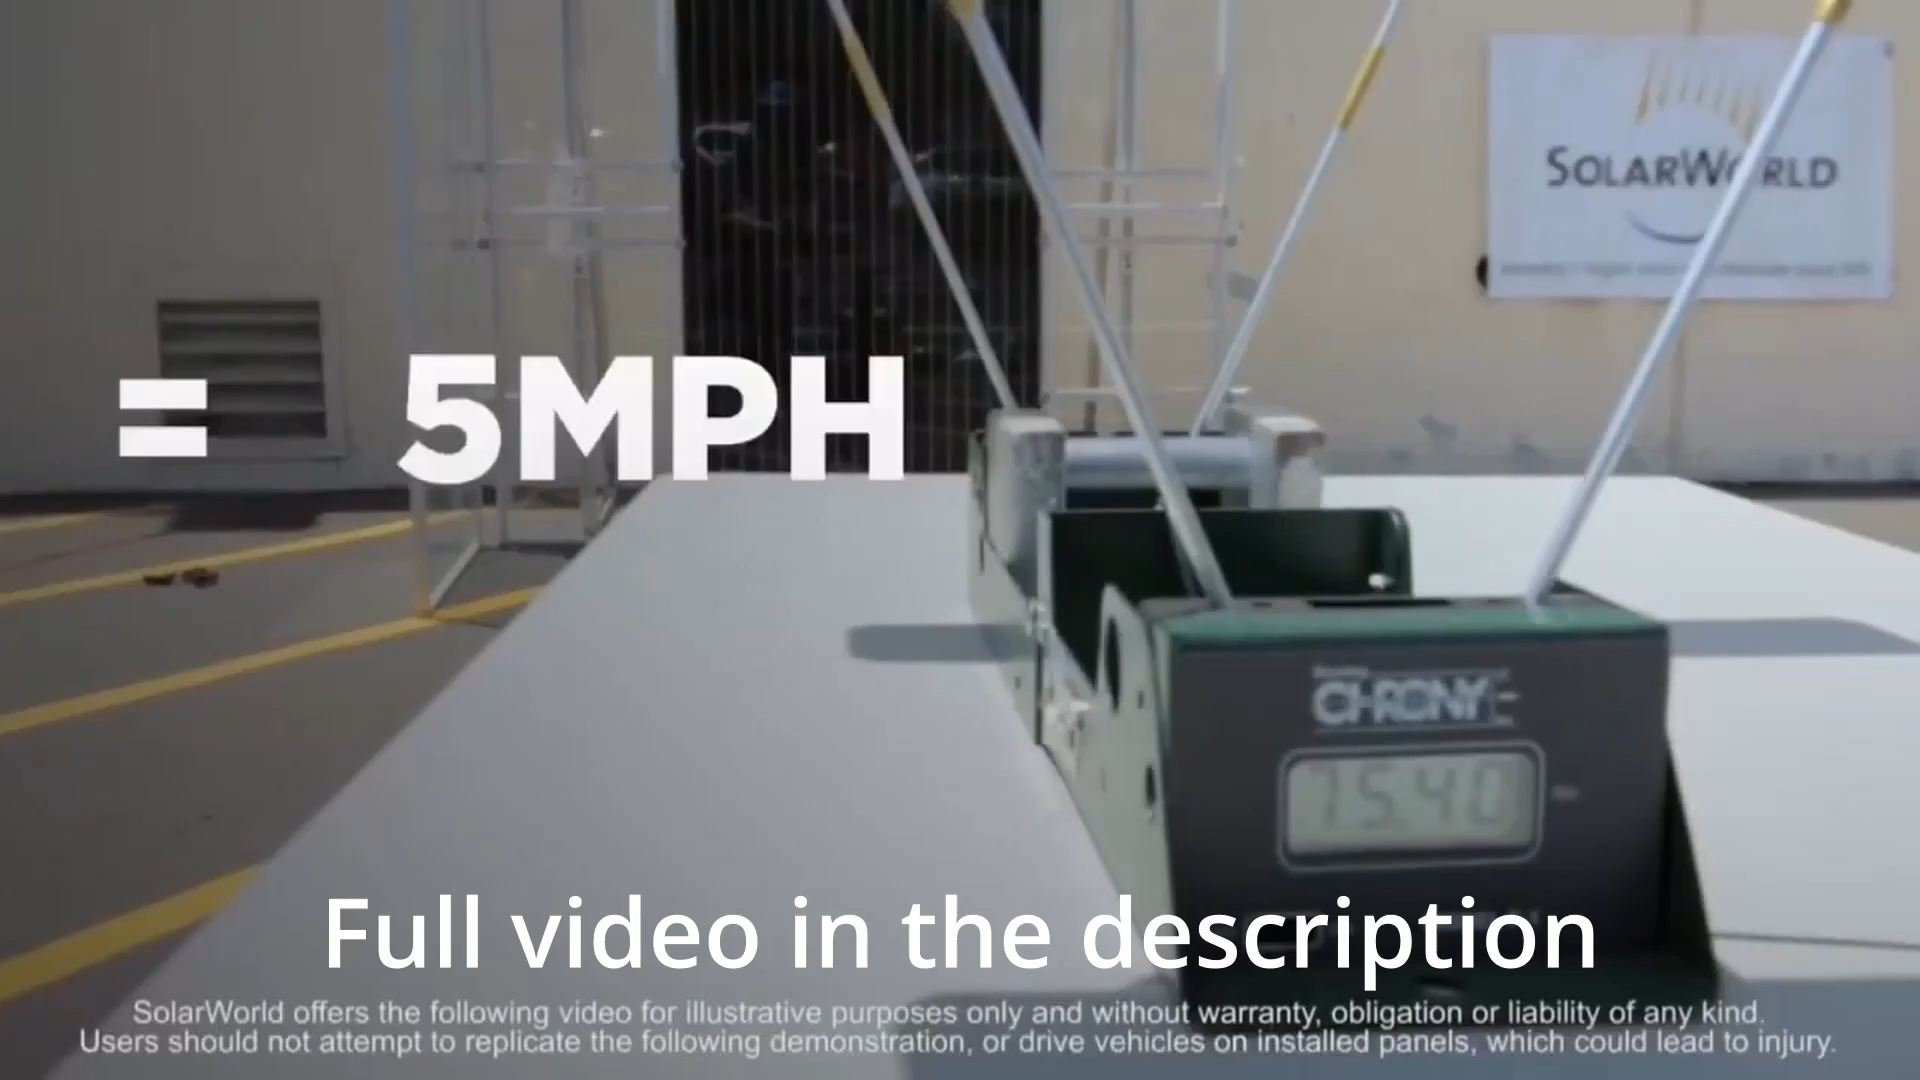 SOLARWORLD
= 5MPH
CHRONY
75.40
Full video in the description
SolarWorld offers the following video for illustrative purposes only and without warranty, obligation or liability of any kind.
Users should not attempt to replicate the following demonstration, or drive vehicles on installed panels, which could lead to injury.